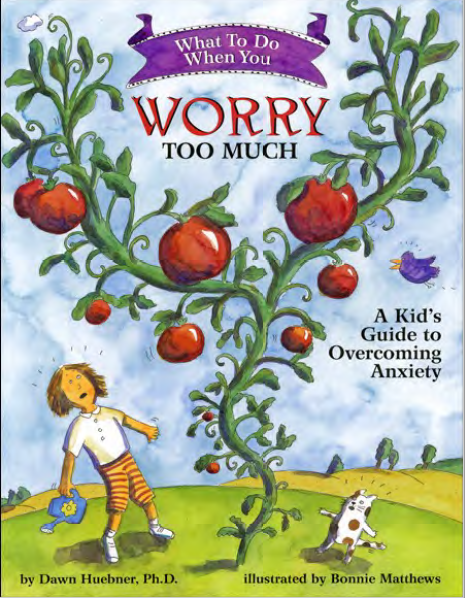 What To Do
When You
WORRY
TOO MUCH
A Kid's
Guide to
Overcoming
Anxiety
by Dawn Huebner, Ph.D.
illustrated by Bonnie Matthews